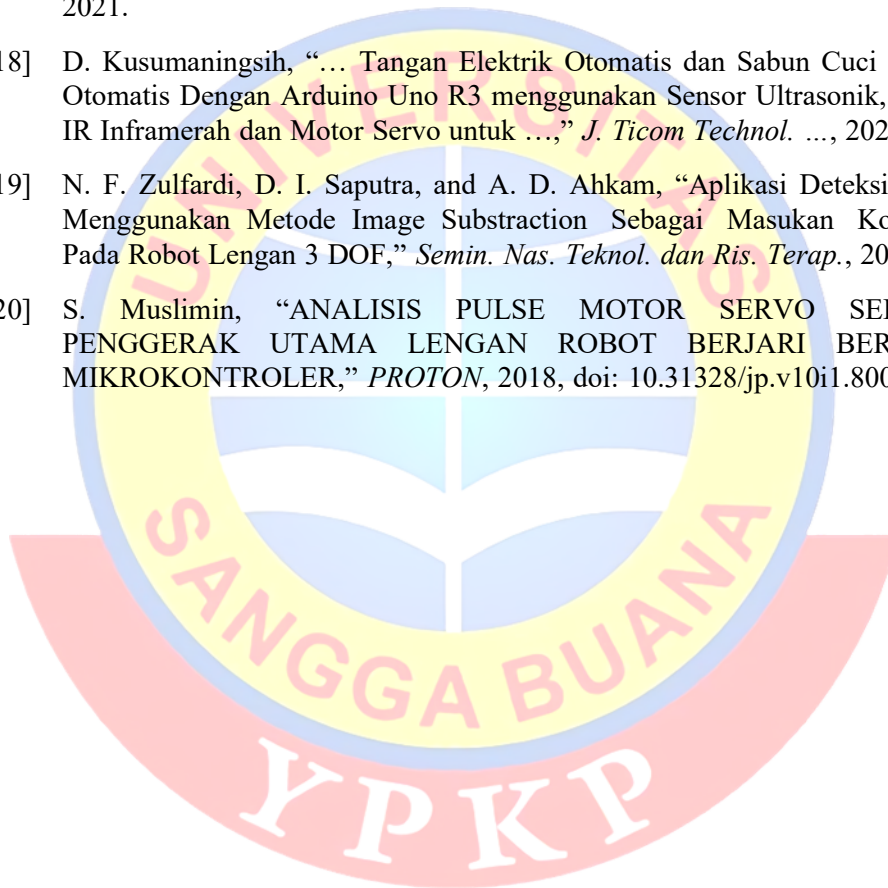 2021.
18] D. Kusumaningsih, “… Tangan Elektrik Otomatis dan Sabun Cuci
Otomatis Dengan Arduino Uno R3 menggunakan Sensor Ultrasonik,
IR Inframerah dan Motor Servo untuk …,” J. Ticom Technol. …, 202
19] N. F. Zulfardi, D. I. Saputra, and A. D. Ahkam, “Aplikasi Deteksi
Menggunakan Metode Image Substraction Sebagai Masukan Ko
Pada Robot Lengan 3 DOF,” Semin. Nas. Teknol. dan Ris. Terap., 20
20] S. Muslimin, “ANALISIS PULSE MOTOR SERVO SE
PENGGERAK UTAMA LENGAN ROBOT BERJARI BER
MIKROKONTROLER,” PROTON, 2018, doi: 10.31328/jp.v10i1.800
UNIVERSITAS
SANGGA BUANA
YPKP